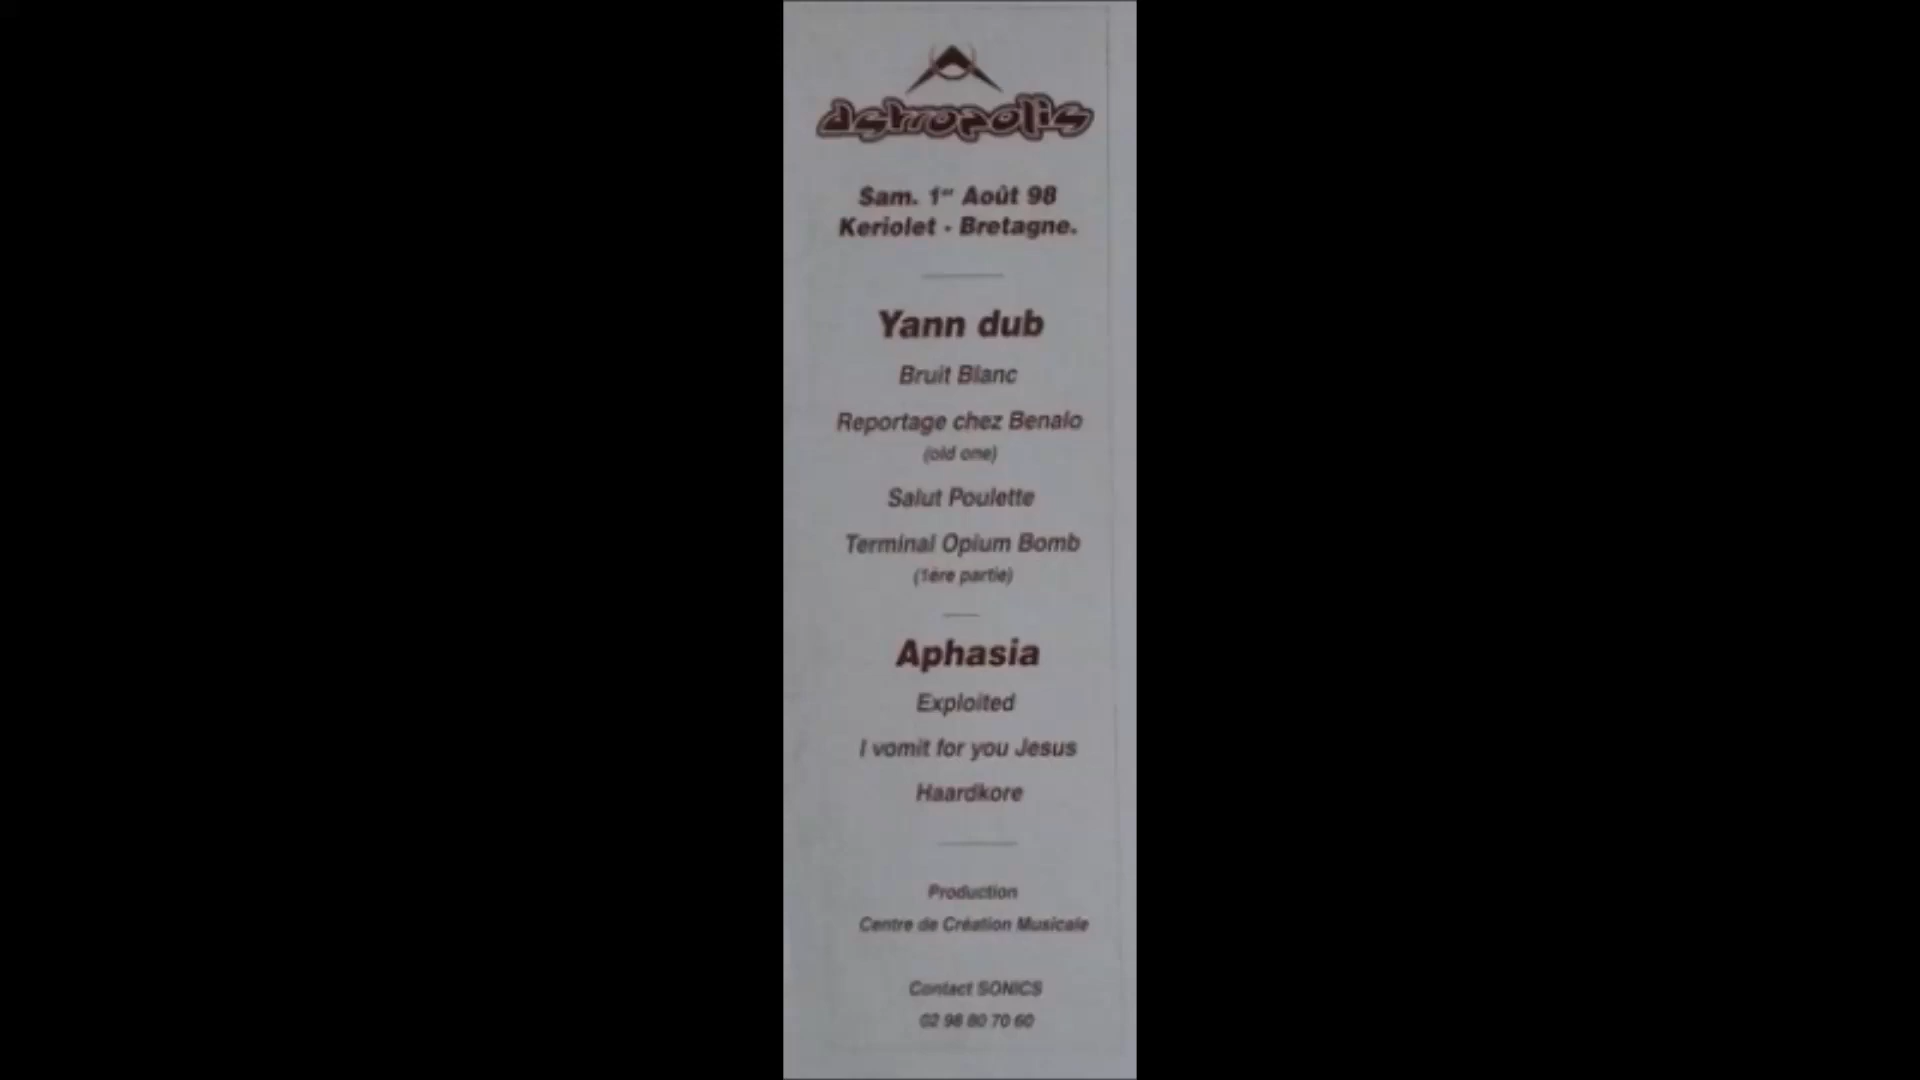 Astropolis
Sam. 1er Août 98
Keriolet - Bretagne.
Yann dub
Bruit Blanc
Reportage chez Benalo
(old one)
Salut Poulette
Terminal Opium Bomb
(1ère partie)
Aphasia
Exploited
I vomit for you Jesus
Haardkore
Production
Centre de Création Musicale
Contact SONICS
02 98 80 70 60